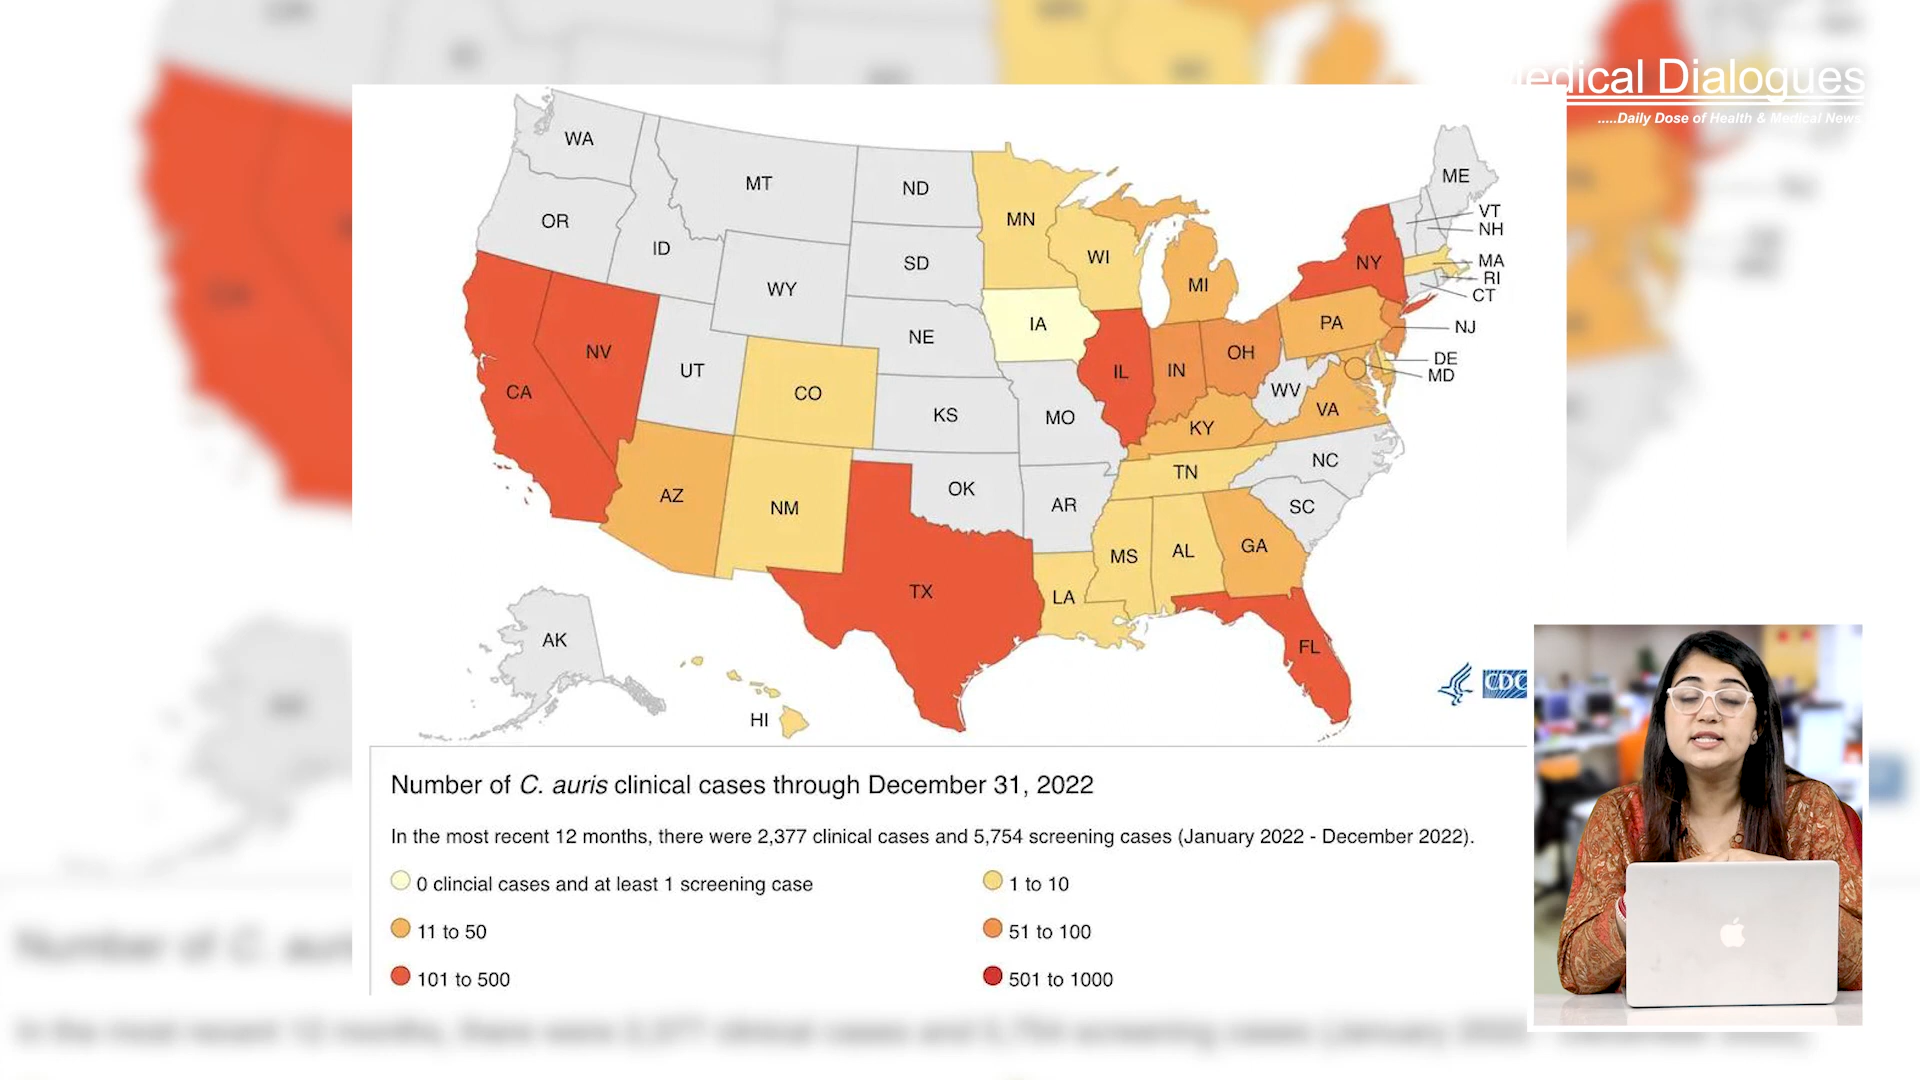 edical Dialogues
.....Daily Dose of Health & Medical News
WA
MT
ND
MN
ME
OR
ID
SD
WI
VT
NH
WY
MI
NY
MA
RI
CT
IA
NE
PA
NJ
NV
UT
CO
IL
IN
OH
DE
MD
CA
KS
MO
WV
VA
KY
NC
AZ
NM
OK
AR
TN
SC
MS
AL
GA
TX
LA
FL
AK
HI
CDC
Number of C. auris clinical cases through December 31, 2022
In the most recent 12 months, there were 2,377 clinical cases and 5,754 screening cases (January 2022 - December 2022).
0 clincial cases and at least 1 screening case
1 to 10
11 to 50
51 to 100
101 to 500
501 to 1000